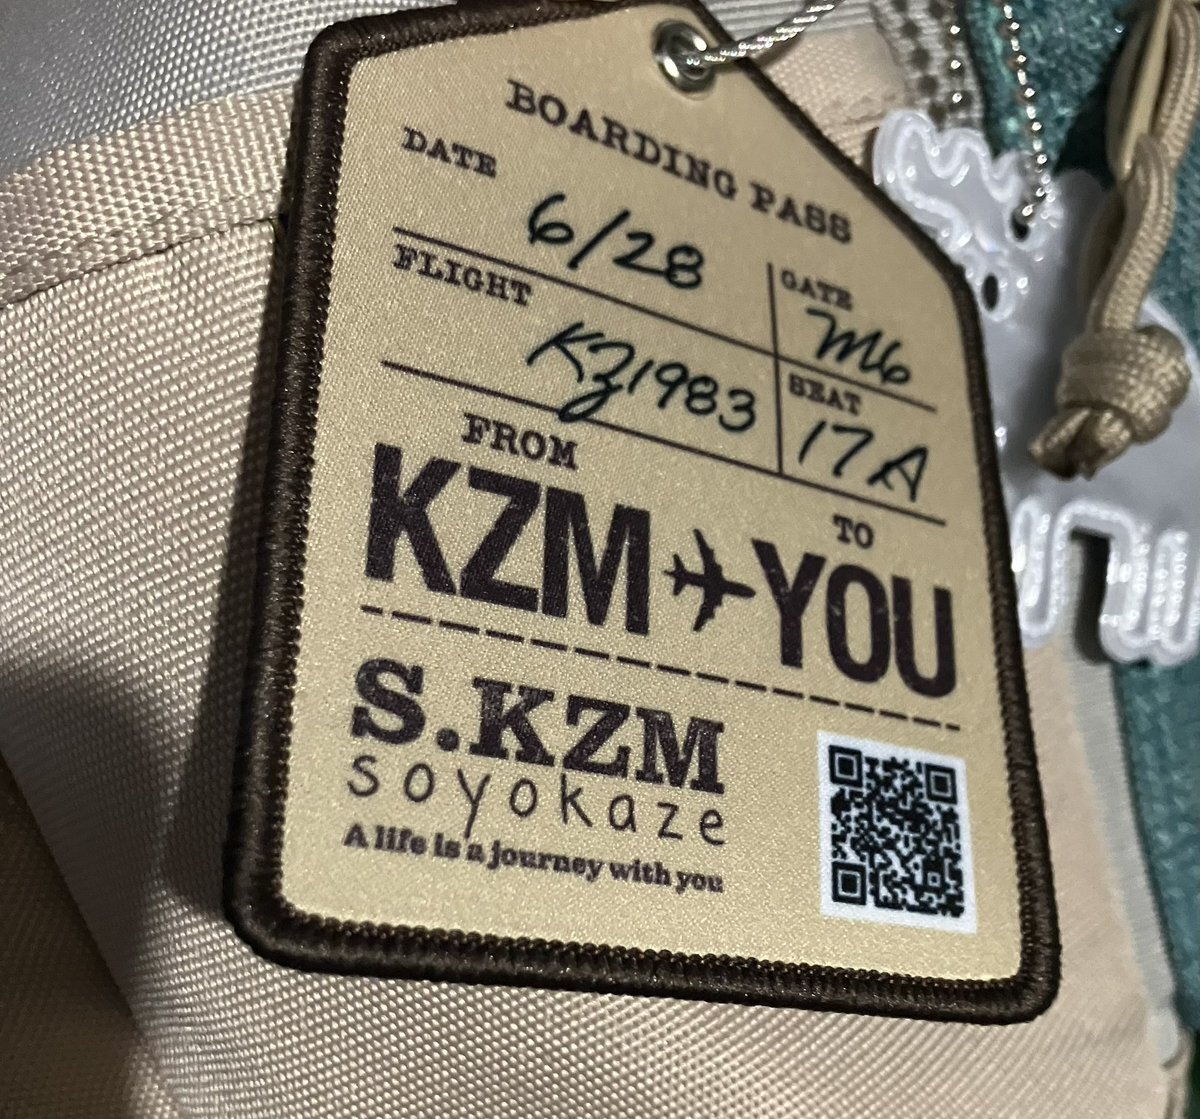 BOARDING PASS
DATE
6/28
GATE
M6
FLIGHT
KZ1983
SEAT
17A
FROM
TO
KZM✈YOU
S.KZM
soyokaze
A life is a journey with you